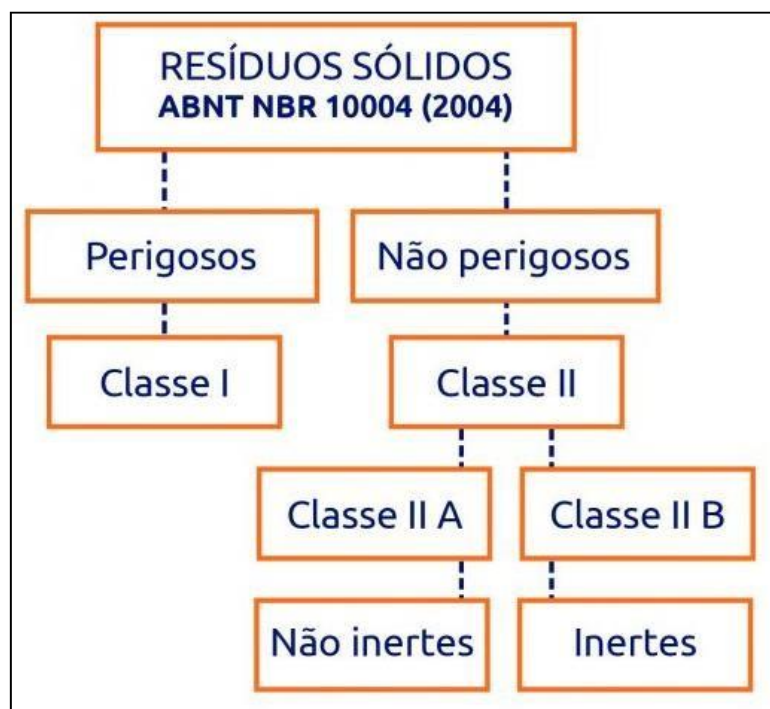 RESÍDUOS SÓLIDOS
ABNT NBR 10004 (2004)
Perigosos
Não perigosos
Classe I
Classe II
Classe II A
Classe II B
Não inertes
Inertes